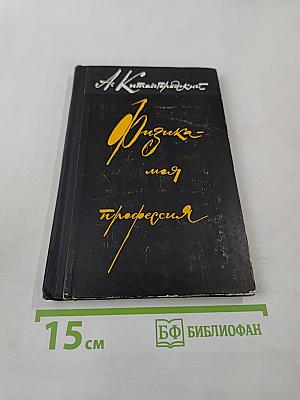 А. Китайгородский
Физика-
моя
профессия
15 см
БФ БИБЛИОФАН